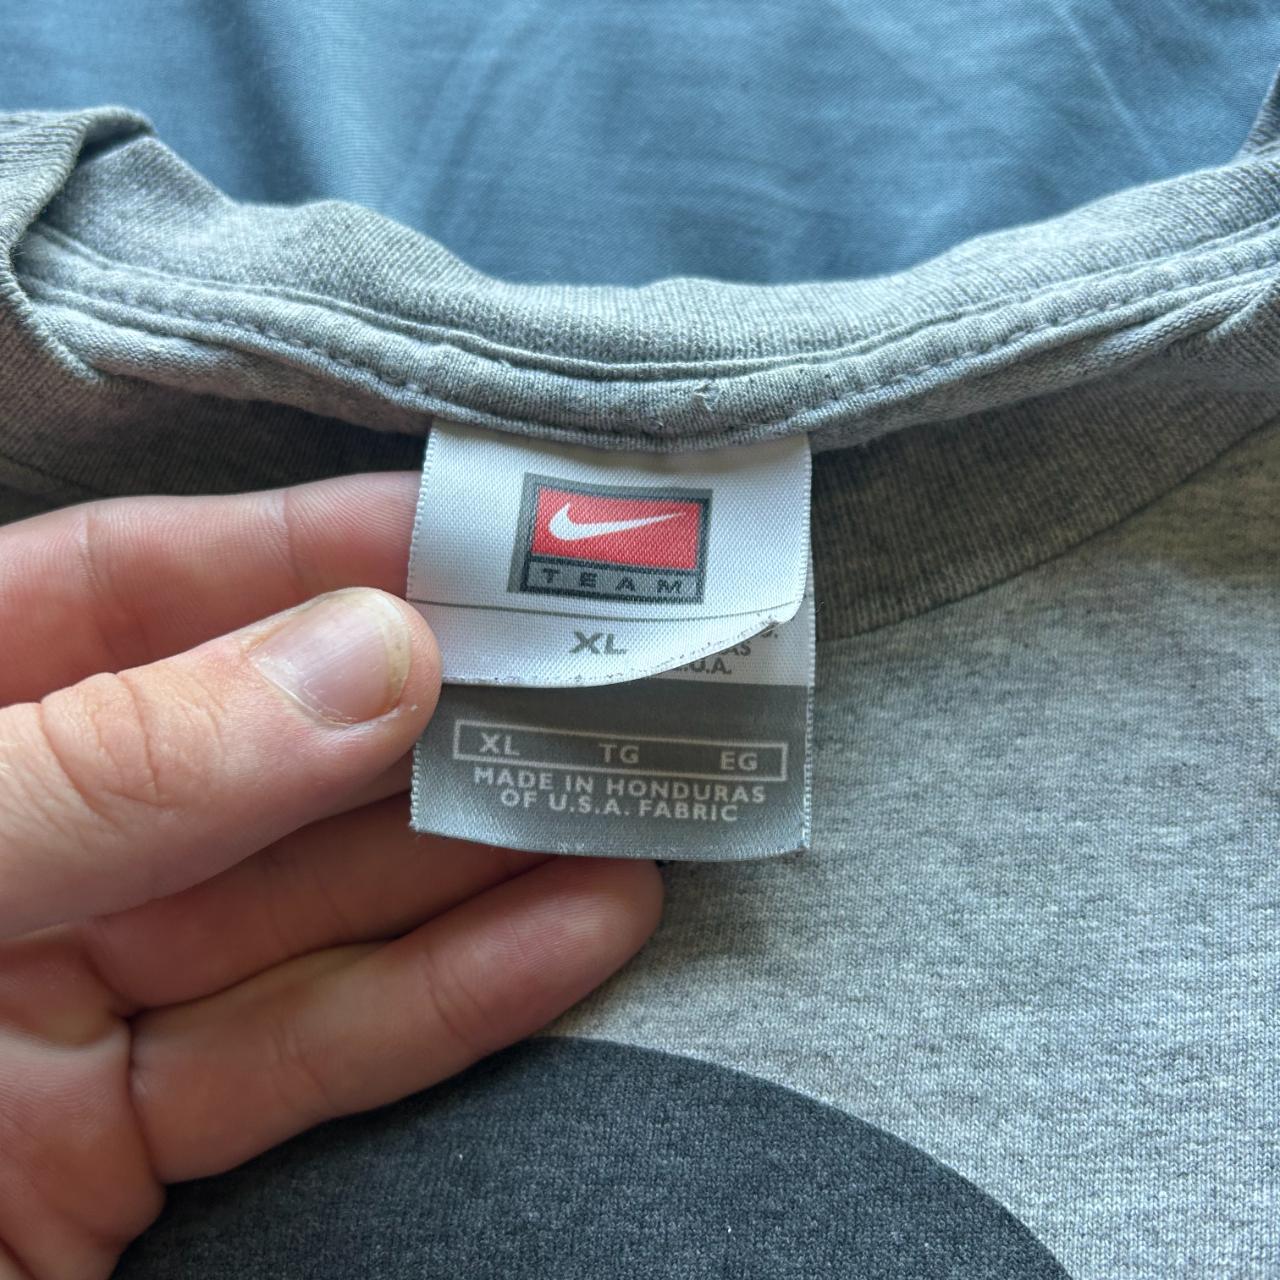 TEAM
XL
U.A.
XL TG EG
MADE IN HONDURAS
OF U.S.A. FABRIC